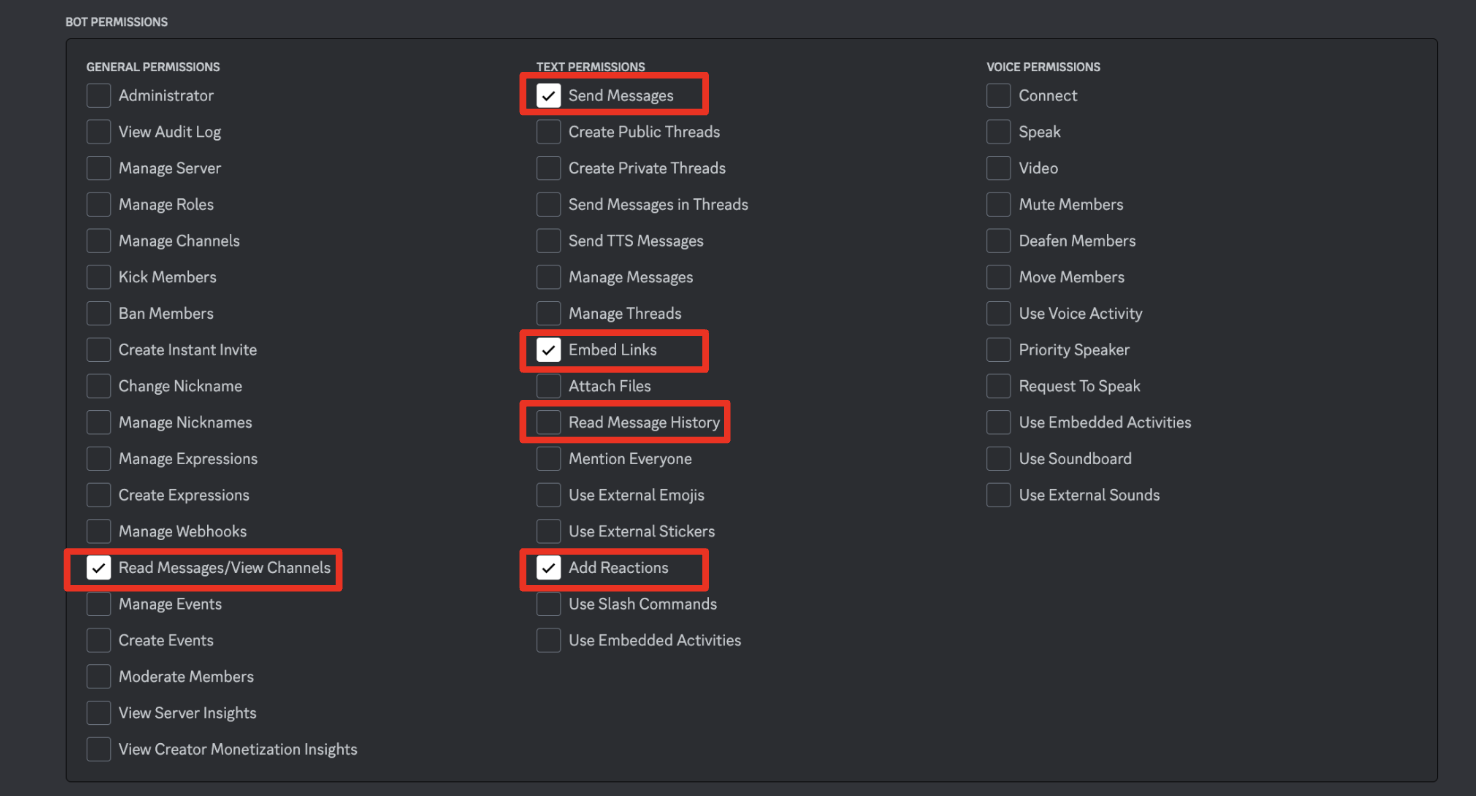 BOT PERMISSIONS
GENERAL PERMISSIONS
Administrator
View Audit Log
Manage Server
Manage Roles
Manage Channels
Kick Members
Ban Members
Create Instant Invite
Change Nickname
Manage Nicknames
Manage Expressions
Create Expressions
Manage Webhooks
Read Messages/View Channels
Manage Events
Create Events
Moderate Members
View Server Insights
View Creator Monetization Insights
TEXT PERMISSIONS
Send Messages
Create Public Threads
Create Private Threads
Send Messages in Threads
Send TTS Messages
Manage Messages
Manage Threads
Embed Links
Attach Files
Read Message History
Mention Everyone
Use External Emojis
Use External Stickers
Add Reactions
Use Slash Commands
Use Embedded Activities
VOICE PERMISSIONS
Connect
Speak
Video
Mute Members
Deafen Members
Move Members
Use Voice Activity
Priority Speaker
Request To Speak
Use Embedded Activities
Use Soundboard
Use External Sounds